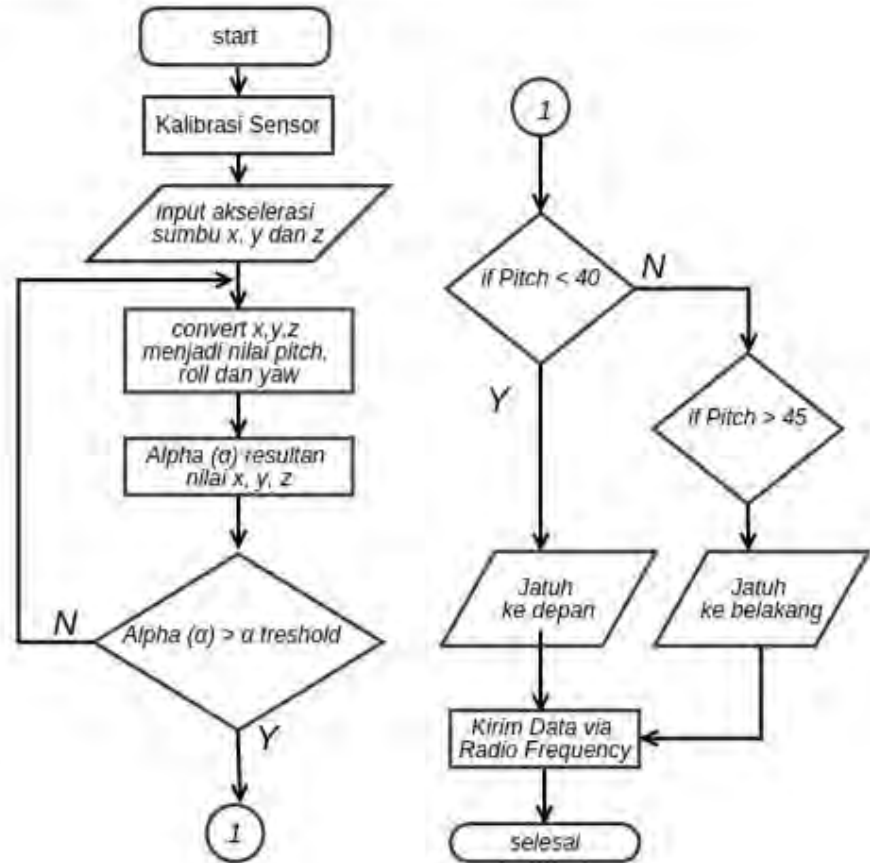 start
Kalibrasi Sensor
Input akselerasi
sumbu x, y dan z
convert x,y,z
menjadi nilai pitch,
roll dan yaw
Alpha (α) resultan
nilai x, y, z
Alpha (α) > α treshold
N
Y
1
1
if Pitch < 40
N
Y
if Pitch > 45
Jatuh
ke depan
Jatuh
ke belakang
Kirim Data via
Radio Frequency
selesai